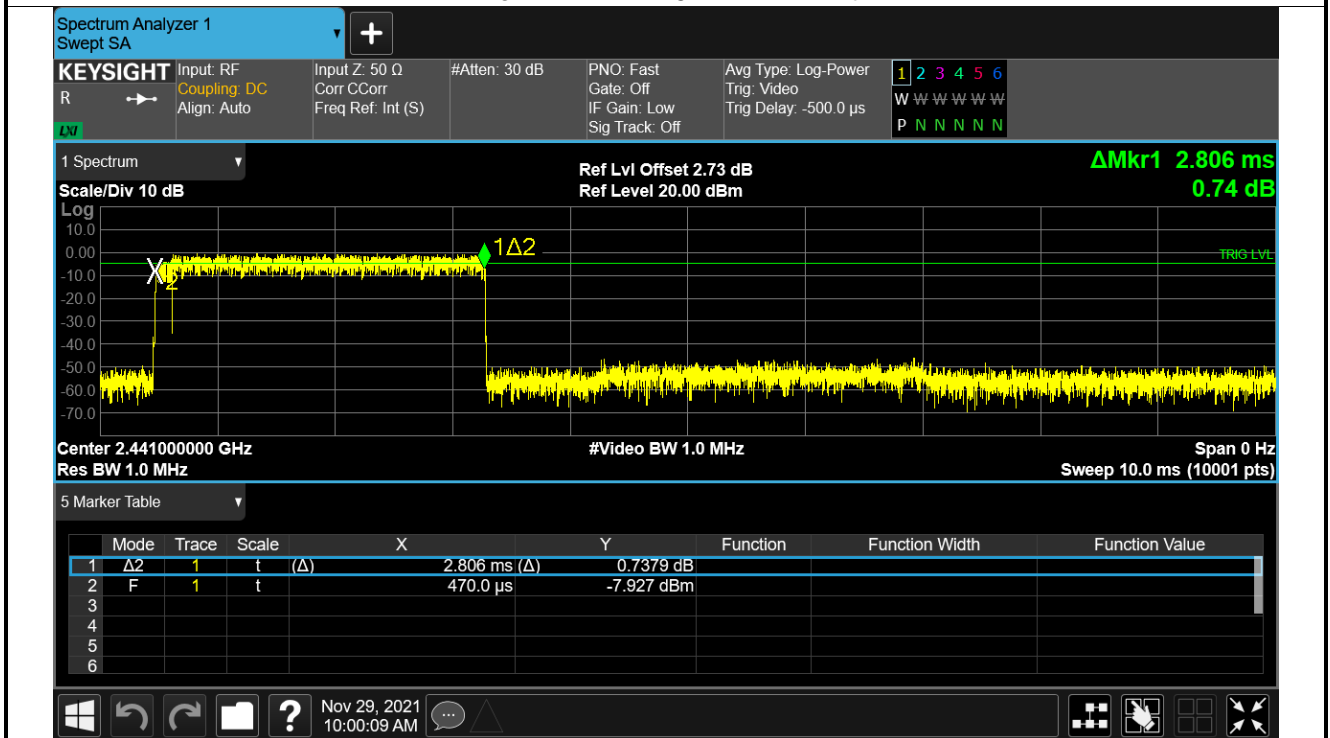 Spectrum Analyzer 1
Swept SA
+
KEYSIGHT Input: RF Input Z: 50 Ω #Atten: 30 dB PNO: Fast Avg Type: Log-Power 1 2 3 4 5 6
R Coupling: DC Corr CCorr Gate: Off Trig: Video W W W W W W
Align: Auto Freq Ref: Int (S) IF Gain: Low Trig Delay: -500.0 µs
LXI Sig Track: Off P N N N N N
1 Spectrum Ref Lvl Offset 2.73 dB ΔMkr1 2.806 ms
Scale/Div 10 dB Ref Level 20.00 dBm 0.74 dB
Log
10.0
1Δ2
0.00 TRIG LVL
-10.0 X2
-20.0
-30.0
-40.0
-50.0
-60.0
-70.0
Center 2.441000000 GHz #Video BW 1.0 MHz Span 0 Hz
Res BW 1.0 MHz Sweep 10.0 ms (10001 pts)
5 Marker Table
Mode Trace Scale X Y Function Function Width Function Value
1 Δ2 1 t (Δ) 2.806 ms (Δ) 0.7379 dB
2 F 1 t 470.0 µs -7.927 dBm
3
4
5
6
? Nov 29, 2021
10:00:09 AM